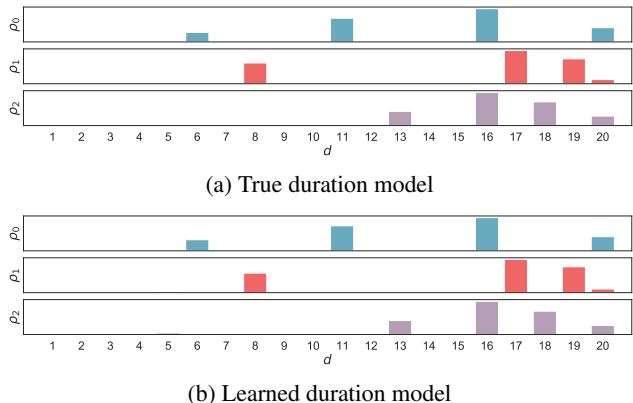 ρ₀
ρ₁
ρ₂
1 2 3 4 5 6 7 8 9 10 11 12 13 14 15 16 17 18 19 20
d
(a) True duration model
ρ₀
ρ₁
ρ₂
1 2 3 4 5 6 7 8 9 10 11 12 13 14 15 16 17 18 19 20
d
(b) Learned duration model